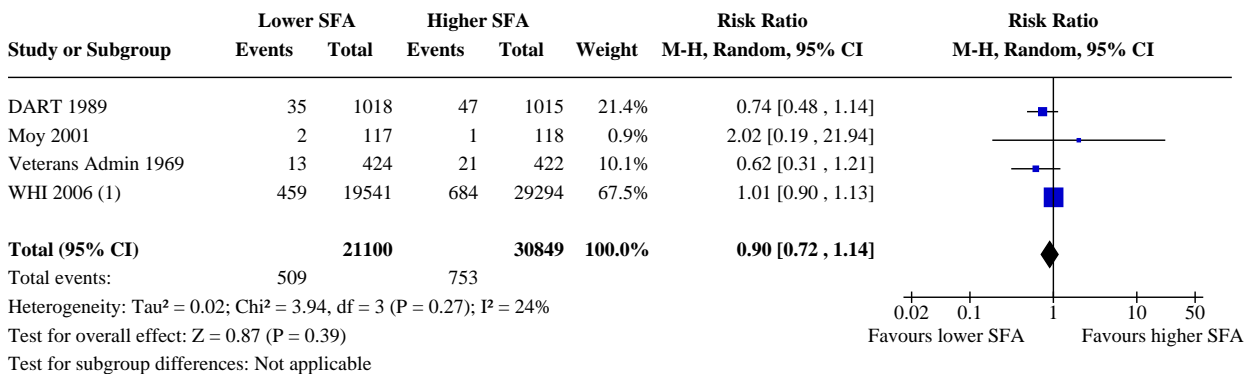 Lower SFA Higher SFA Risk Ratio Risk Ratio
Study or Subgroup Events Total Events Total Weight M-H, Random, 95% CI M-H, Random, 95% CI
DART 1989 35 1018 47 1015 21.4% 0.74 [0.48 , 1.14]
Moy 2001 2 117 1 118 0.9% 2.02 [0.19 , 21.94]
Veterans Admin 1969 13 424 21 422 10.1% 0.62 [0.31 , 1.21]
WHI 2006 (1) 459 19541 684 29294 67.5% 1.01 [0.90 , 1.13]
Total (95% CI) 21100 30849 100.0% 0.90 [0.72 , 1.14]
Total events: 509 753
Heterogeneity: Tau² = 0.02; Chi² = 3.94, df = 3 (P = 0.27); I² = 24%
0.02 0.1 1 10 50
Test for overall effect: Z = 0.87 (P = 0.39)
Favours lower SFA Favours higher SFA
Test for subgroup differences: Not applicable